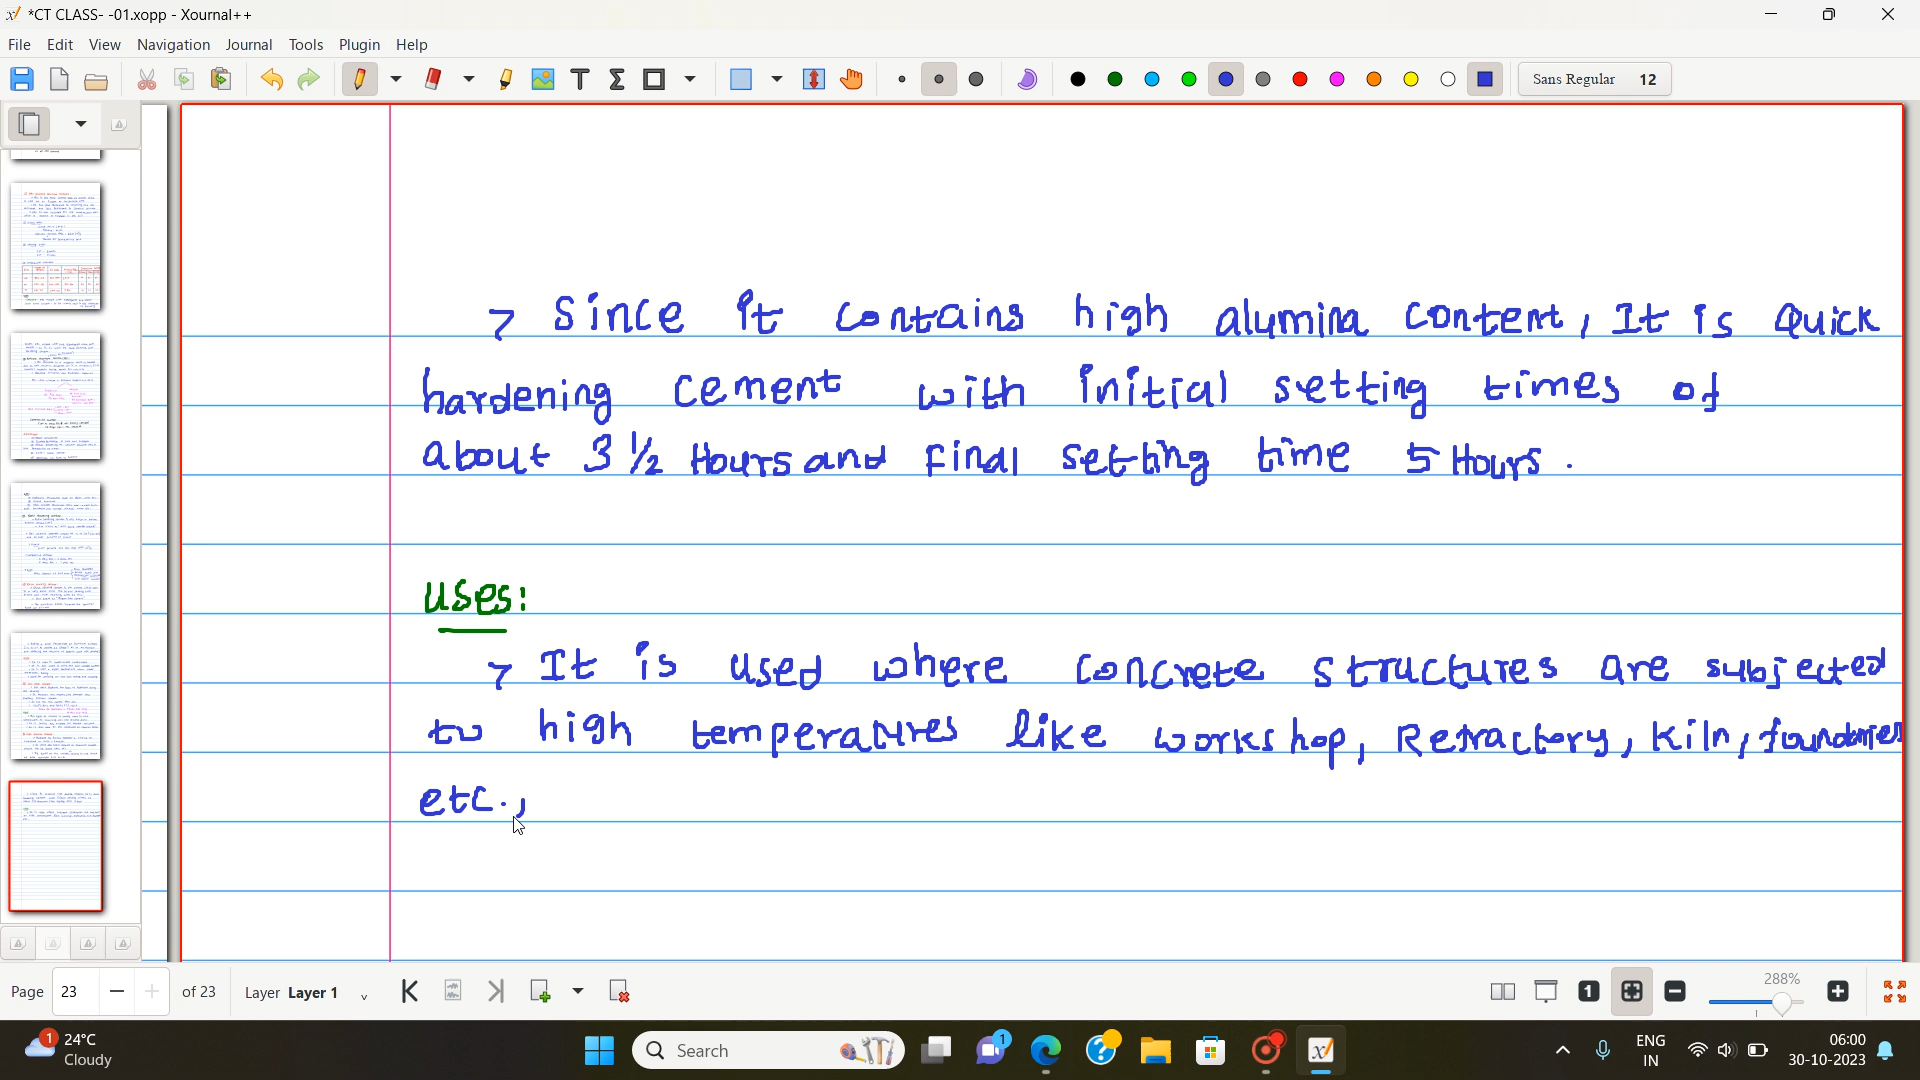 *CT CLASS- -01.xopp - Xournal++
File Edit View Navigation Journal Tools Plugin Help
Sans Regular 12
> Since it contains high alumina content, It is Quick
hardening cement with initial setting times of
about 3 ½ Hours and Final setting time 5 Hours.
Uses:
> It is used where concrete structures are subjected
to high temperatures like workshop, Refractory, Kiln, foundries
etc.,
Page 23 of 23 Layer Layer 1 288%
24°C
Cloudy
Search
ENG
IN
06:00
30-10-2023